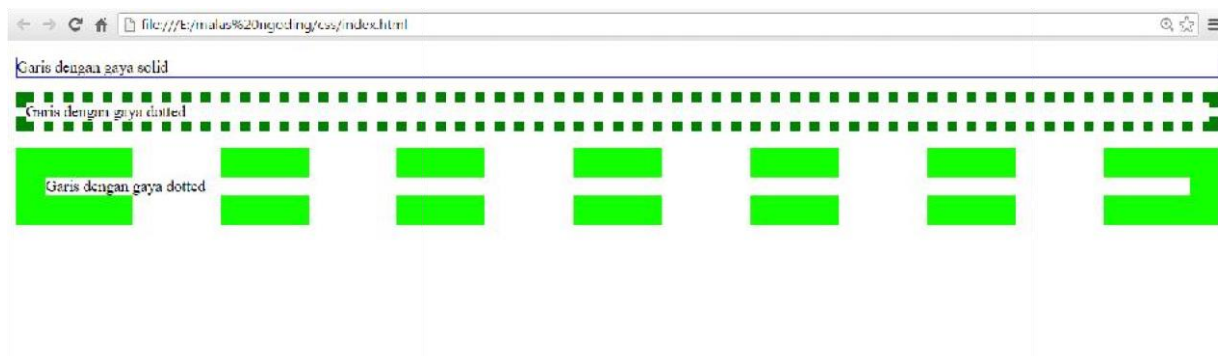 file:///E:/malas%20ngoding/css/index.html
Garis dengan gaya solid
Garis dengan gaya dotted
Garis dengan gaya dotted